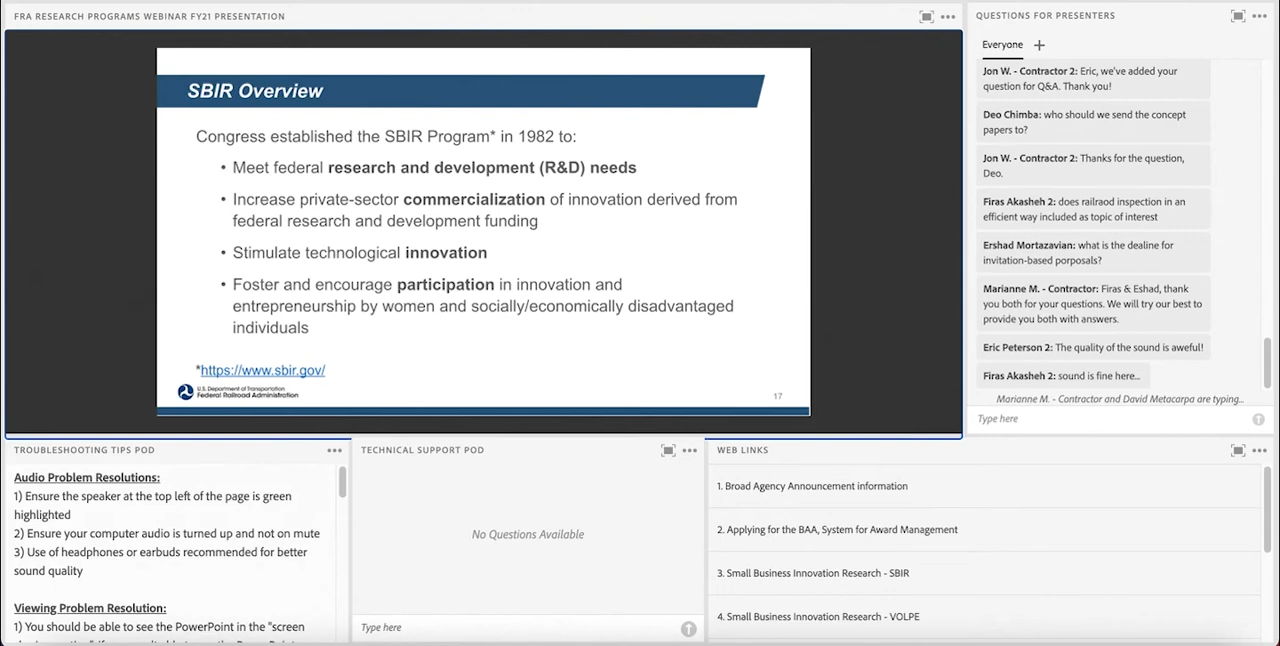 FRA RESEARCH PROGRAMS WEBINAR FY21 PRESENTATION
SBIR Overview
Congress established the SBIR Program* in 1982 to:
• Meet federal research and development (R&D) needs
• Increase private-sector commercialization of innovation derived from
federal research and development funding
• Stimulate technological innovation
• Foster and encourage participation in innovation and
entrepreneurship by women and socially/economically disadvantaged
individuals
*https://www.sbir.gov/
U.S. Department of Transportation
Federal Railroad Administration
17
QUESTIONS FOR PRESENTERS
Everyone
Jon W. - Contractor 2: Eric, we've added your
question for Q&A. Thank you!
Deo Chimba: who should we send the concept
papers to?
Jon W. - Contractor 2: Thanks for the question,
Deo.
Firas Akasheh 2: does railraod inspection in an
efficient way included as topic of interest
Ershad Mortazavian: what is the dealine for
invitation-based porposals?
Marianne M. - Contractor: Firas & Eshad, thank
you both for your questions. We will try our best to
provide you both with answers.
Eric Peterson 2: The quality of the sound is aweful!
Firas Akasheh 2: sound is fine here...
Marianne M. - Contractor and David Metacarpa are typing...
Type here
TROUBLESHOOTING TIPS POD
Audio Problem Resolutions:
1) Ensure the speaker at the top left of the page is green
highlighted
2) Ensure your computer audio is turned up and not on mute
3) Use of headphones or earbuds recommended for better
sound quality
Viewing Problem Resolution:
1) You should be able to see the PowerPoint in the "screen
TECHNICAL SUPPORT POD
No Questions Available
Type here
WEB LINKS
1. Broad Agency Announcement information
2. Applying for the BAA, System for Award Management
3. Small Business Innovation Research - SBIR
4. Small Business Innovation Research - VOLPE